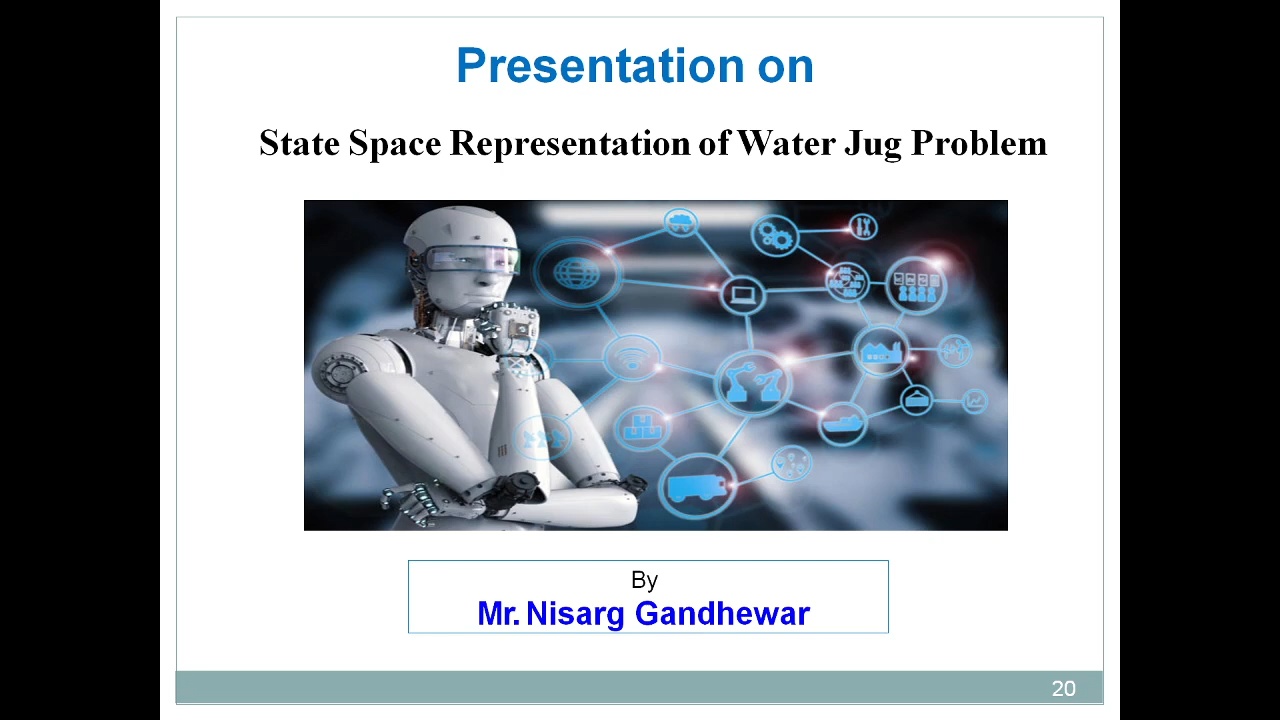 Presentation on
State Space Representation of Water Jug Problem
By
Mr. Nisarg Gandhewar
20